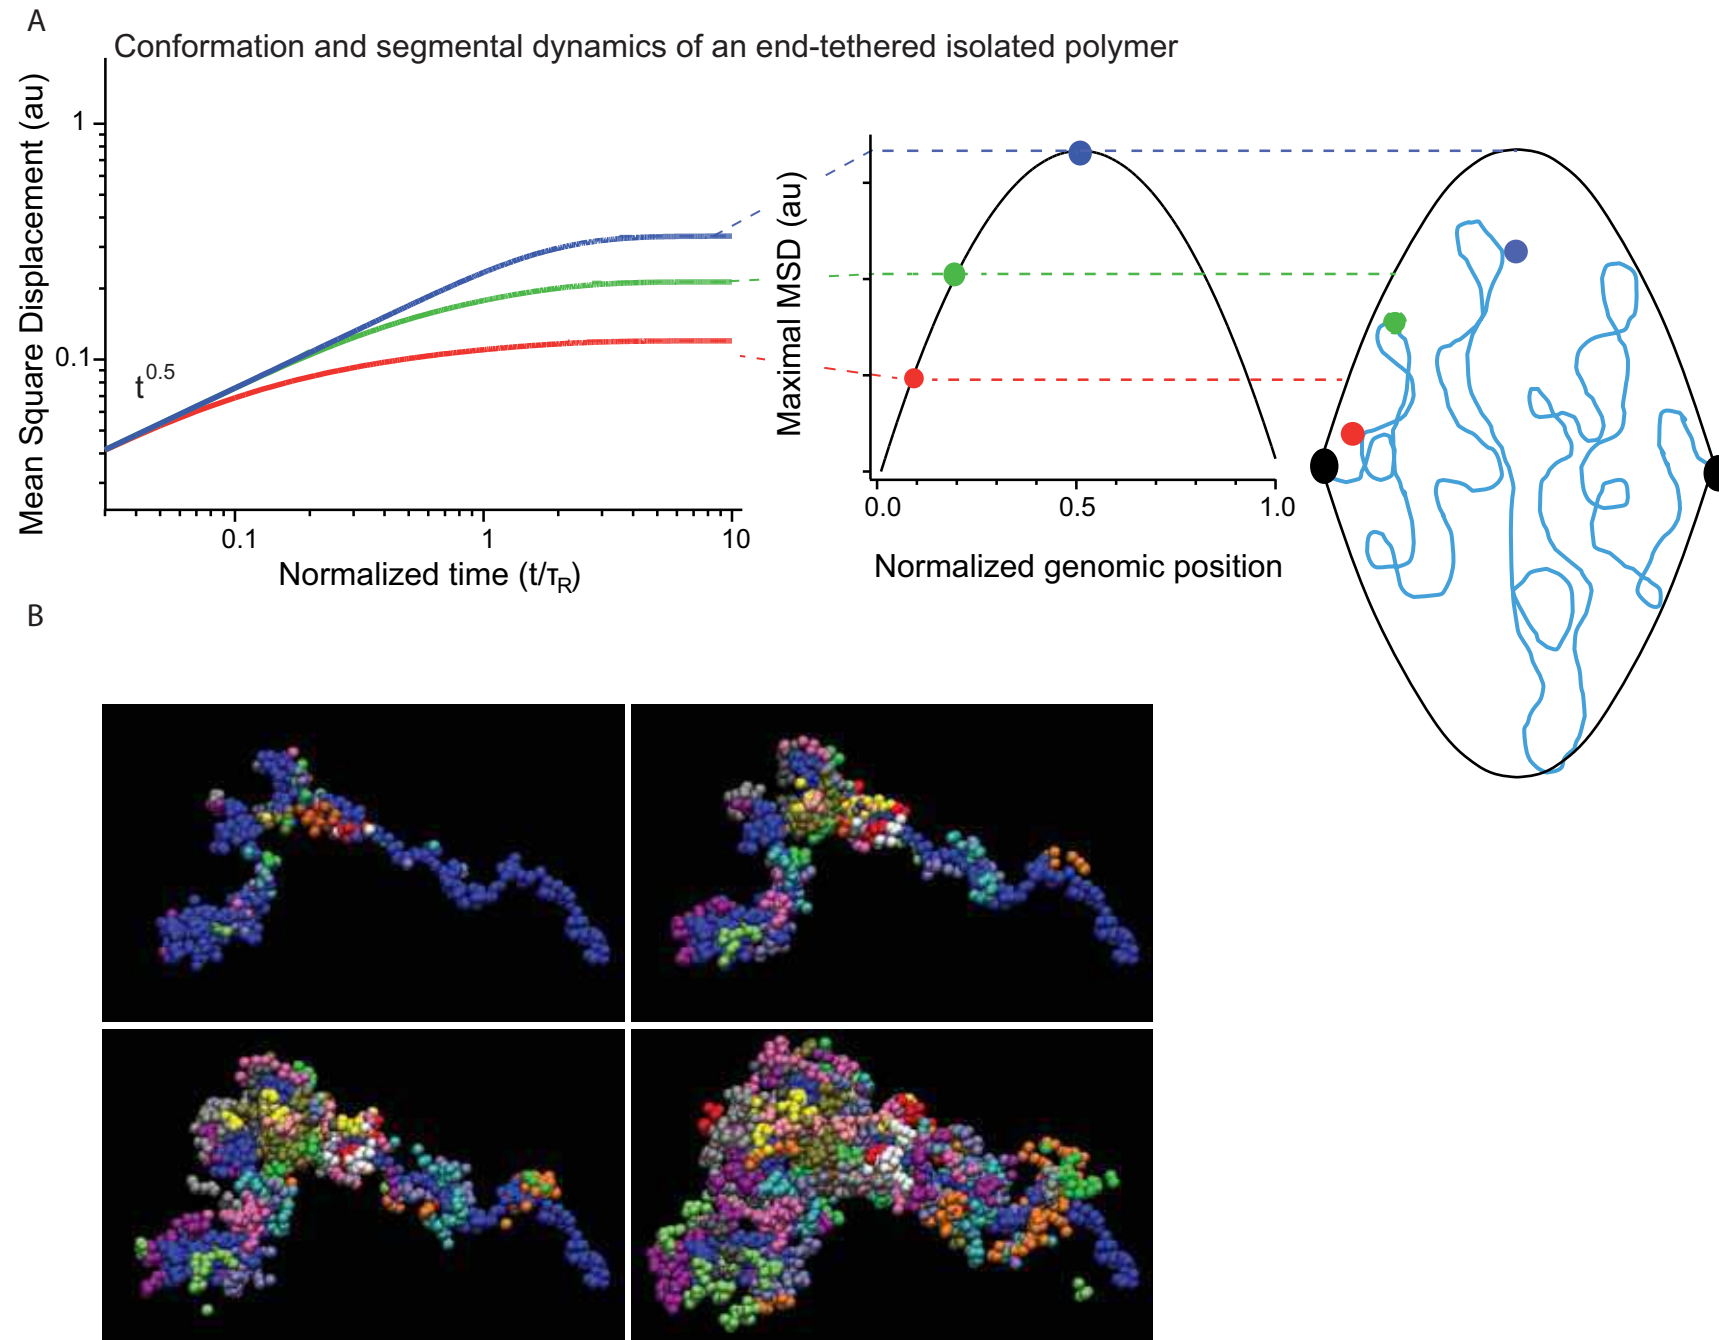 A
Conformation and segmental dynamics of an end-tethered isolated polymer
Mean Square Displacement (au)
1
0.1
t^0.5
0.1
1
10
Normalized time (t/τR)
Maximal MSD (au)
0.0
0.5
1.0
Normalized genomic position
B